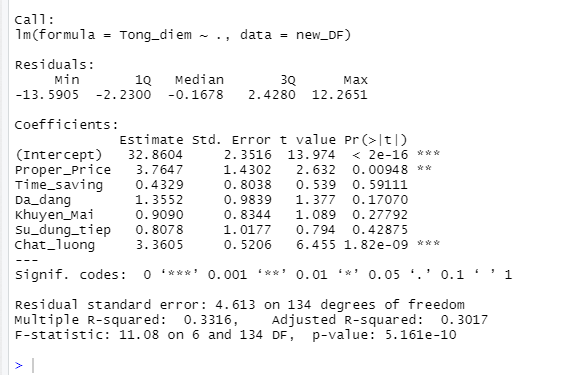 Call:
lm(formula = Tong_diem ~ ., data = new_DF)
Residuals:
Min 1Q Median 3Q Max
-13.5905 -2.2300 -0.1678 2.4280 12.2651
Coefficients:
Estimate Std. Error t value Pr(>|t|)
(Intercept) 32.8604 2.3516 13.974 < 2e-16 ***
Proper_Price 3.7647 1.4302 2.632 0.00948 **
Time_saving 0.4329 0.8038 0.539 0.59111
Da_dang 1.3552 0.9839 1.377 0.17070
Khuyen_Mai 0.9090 0.8344 1.089 0.27792
Su_dung_tiep 0.8078 1.0177 0.794 0.42875
Chat_luong 3.3605 0.5206 6.455 1.82e-09 ***
---
Signif. codes: 0 ‘***’ 0.001 ‘**’ 0.01 ‘*’ 0.05 ‘.’ 0.1 ‘ ’ 1
Residual standard error: 4.613 on 134 degrees of freedom
Multiple R-squared: 0.3316, Adjusted R-squared: 0.3017
F-statistic: 11.08 on 6 and 134 DF, p-value: 5.161e-10
>